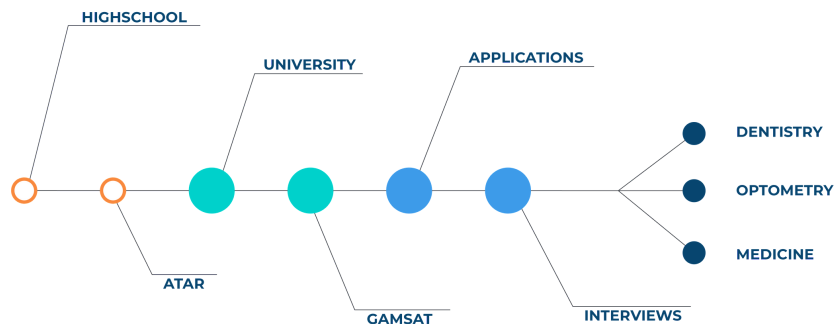 HIGHSCHOOL
ATAR
UNIVERSITY
GAMSAT
APPLICATIONS
INTERVIEWS
DENTISTRY
OPTOMETRY
MEDICINE